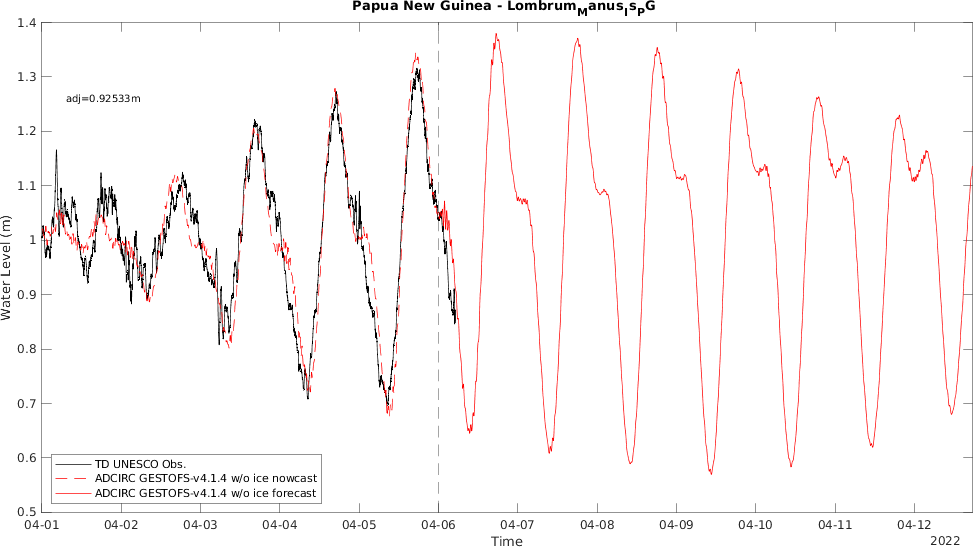 Papua New Guinea - LombrumManusIsPG
1.4
1.3
1.2
1.1
1
0.9
0.8
0.7
0.6
0.5
Water Level (m)
adj=0.92533m
TD UNESCO Obs.
ADCIRC GESTOFS-v4.1.4 w/o ice nowcast
ADCIRC GESTOFS-v4.1.4 w/o ice forecast
04-01 04-02 04-03 04-04 04-05 04-06 04-07 04-08 04-09 04-10 04-11 04-12
Time
2022